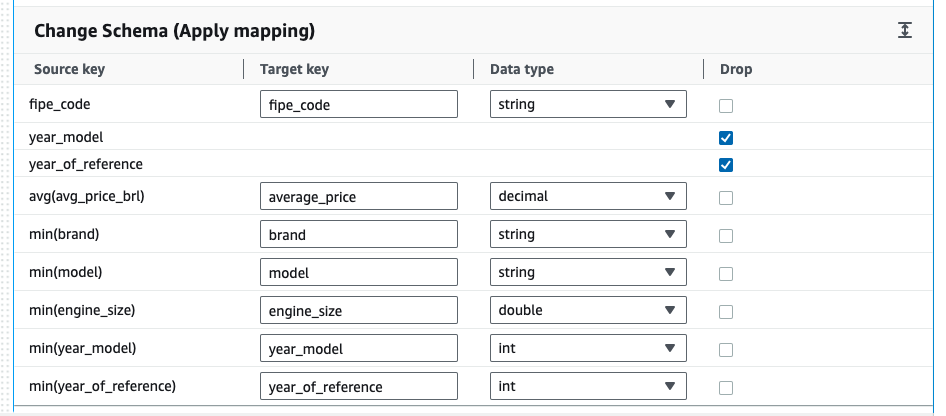 Change Schema (Apply mapping)
Source key Target key Data type Drop
fipe_code fipe_code string
year_model
year_of_reference
avg(avg_price_brl) average_price decimal
min(brand) brand string
min(model) model string
min(engine_size) engine_size double
min(year_model) year_model int
min(year_of_reference) year_of_reference int